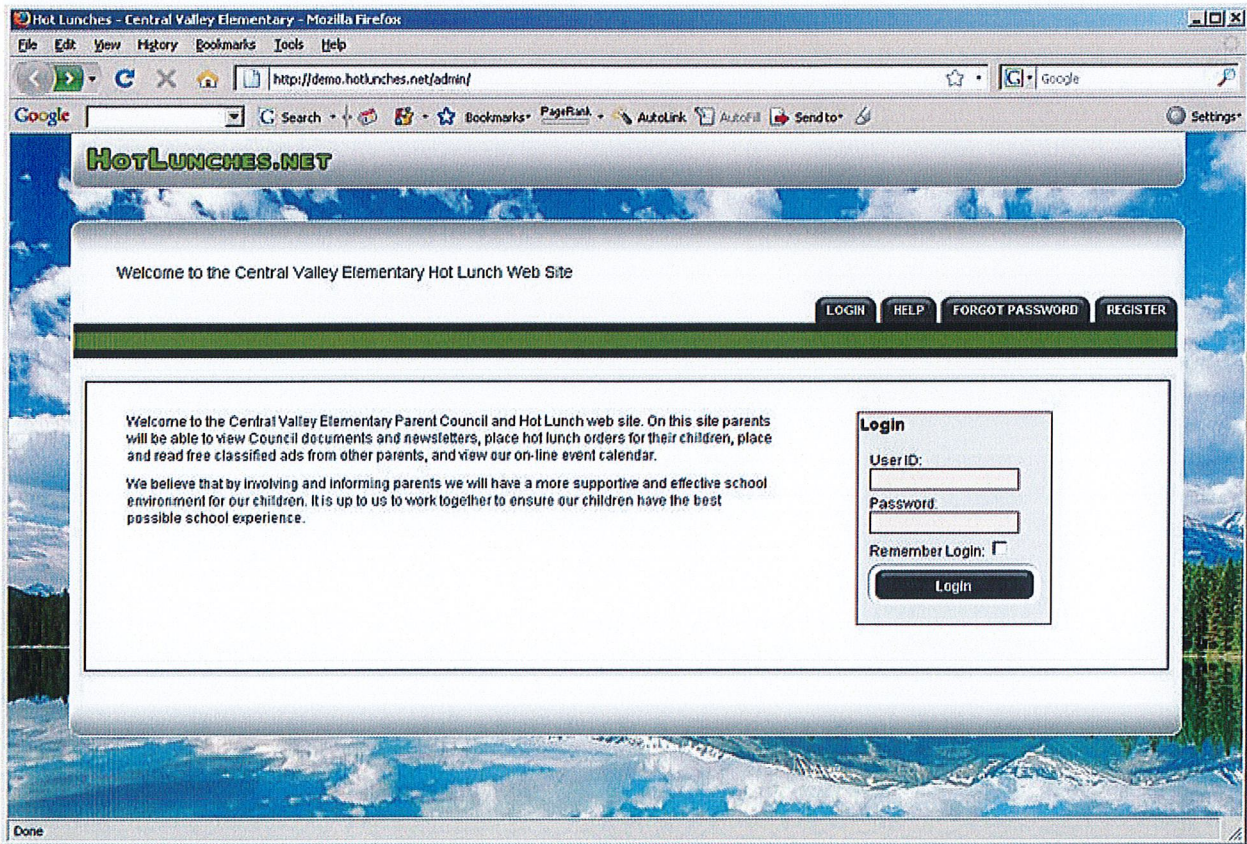 Hot Lunches - Central Valley Elementary - Mozilla Firefox
File Edit View History Bookmarks Tools Help
http://demo.hotlunches.net/admin/
G Google
Google
Search Bookmarks PageRank AutoLink AutoFill Send to Settings
HOTLUNCHES.NET
Welcome to the Central Valley Elementary Hot Lunch Web Site
LOGIN HELP FORGOT PASSWORD REGISTER
Welcome to the Central Valley Elementary Parent Council and Hot Lunch web site. On this site parents
will be able to view Council documents and newsletters, place hot lunch orders for their children, place
and read free classified ads from other parents, and view our on-line event calendar.
We believe that by involving and informing parents we will have a more supportive and effective school
environment for our children. It is up to us to work together to ensure our children have the best
possible school experience.
Login
User ID:
Password:
Remember Login:
Login
Done